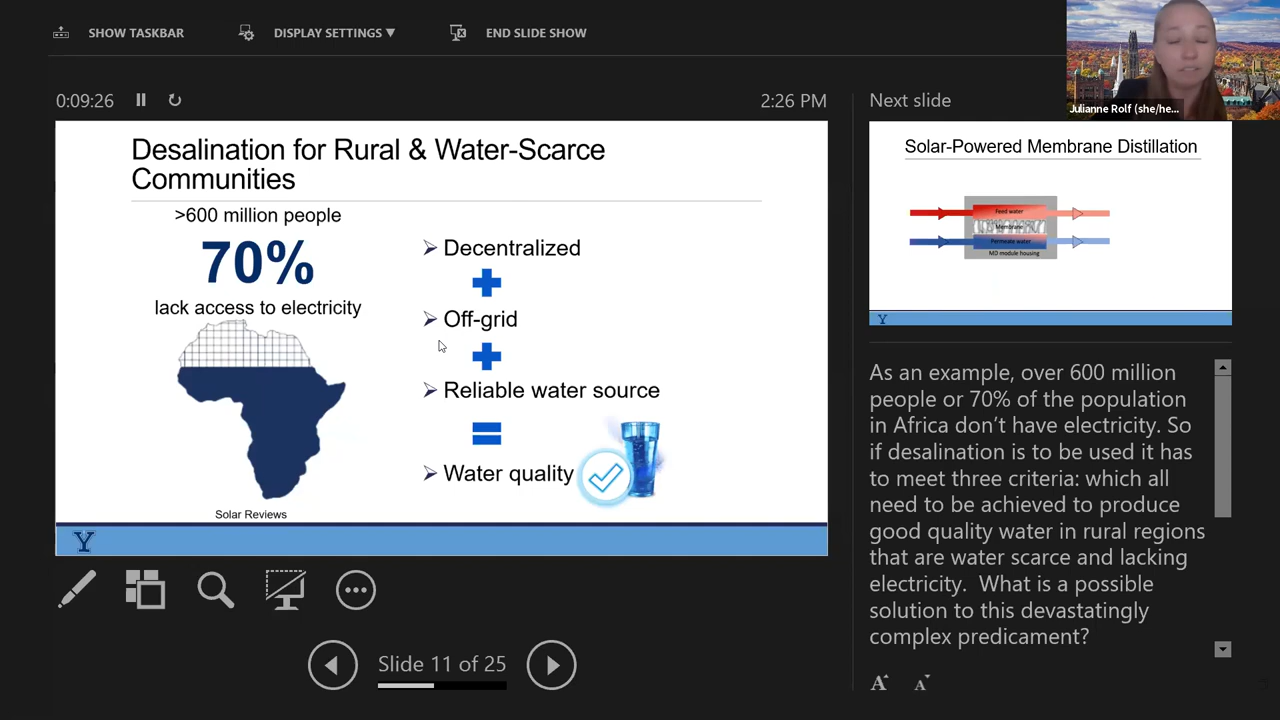 SHOW TASKBAR
DISPLAY SETTINGS ▼
END SLIDE SHOW
Julianne Rolf (she/he...
0:09:26
2:26 PM
Next slide
Desalination for Rural & Water-Scarce
Communities
>600 million people
70%
lack access to electricity
Solar Reviews
➢ Decentralized
➢ Off-grid
➢ Reliable water source
➢ Water quality
Y
Solar-Powered Membrane Distillation
Feed water
Membrane
Permeate water
MD module housing
Y
As an example, over 600 million
people or 70% of the population
in Africa don’t have electricity. So
if desalination is to be used it has
to meet three criteria: which all
need to be achieved to produce
good quality water in rural regions
that are water scarce and lacking
electricity.  What is a possible
solution to this devastatingly
complex predicament?
Slide 11 of 25
A A